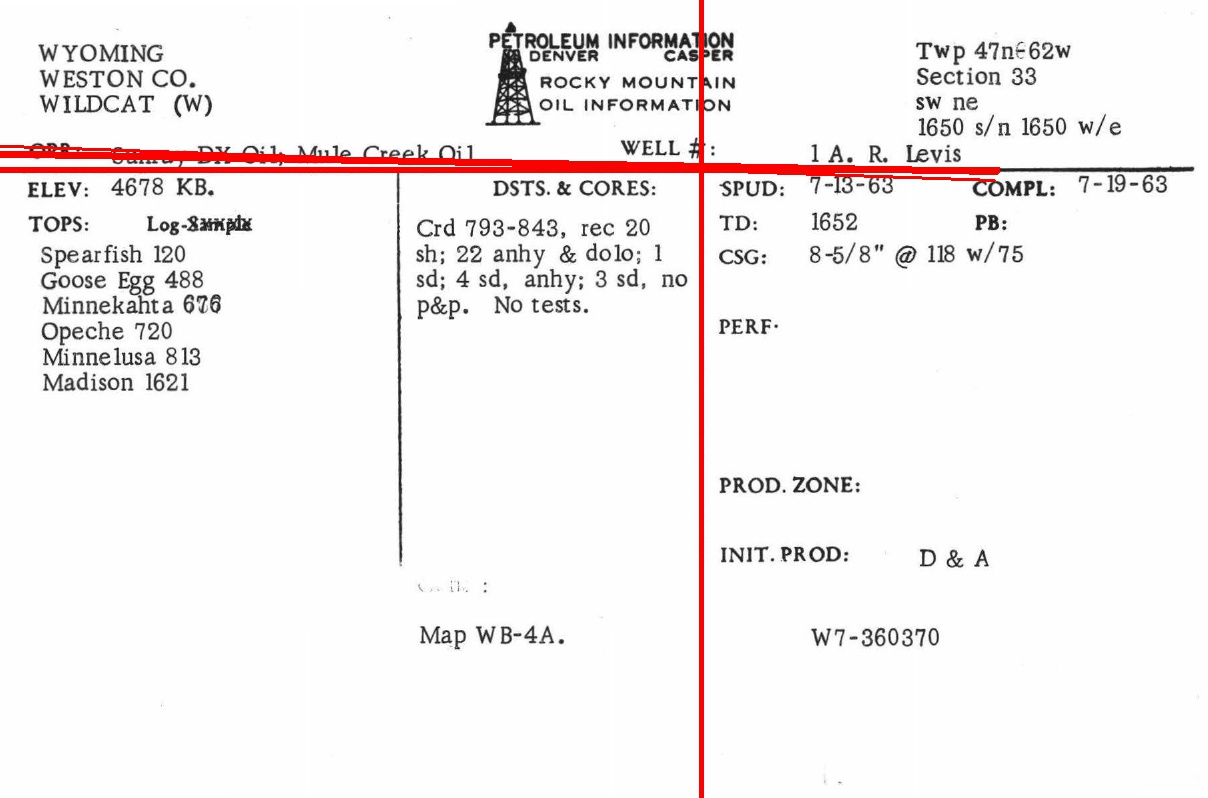 WYOMING
WESTON CO.
WILDCAT (W)
PETROLEUM INFORMATION
DENVER CASPER
ROCKY MOUNTAIN
OIL INFORMATION
Twp 47n-62w
Section 33
sw ne
1650 s/n 1650 w/e
OPR: Sunray DX Oil; Mule Creek Oil
WELL #: 1 A. R. Levis
ELEV: 4678 KB.
TOPS: Log-Sample
Spearfish 120
Goose Egg 488
Minnekahta 676
Opeche 720
Minnelusa 813
Madison 1621
DSTS. & CORES:
Crd 793-843, rec 20
sh; 22 anhy & dolo; 1
sd; 4 sd, anhy; 3 sd, no
p&p. No tests.
Map WB-4A.
SPUD: 7-13-63 COMPL: 7-19-63
TD: 1652 PB:
CSG: 8-5/8" @ 118 w/75
PERF.
PROD. ZONE:
INIT. PROD: D & A
W7-360370